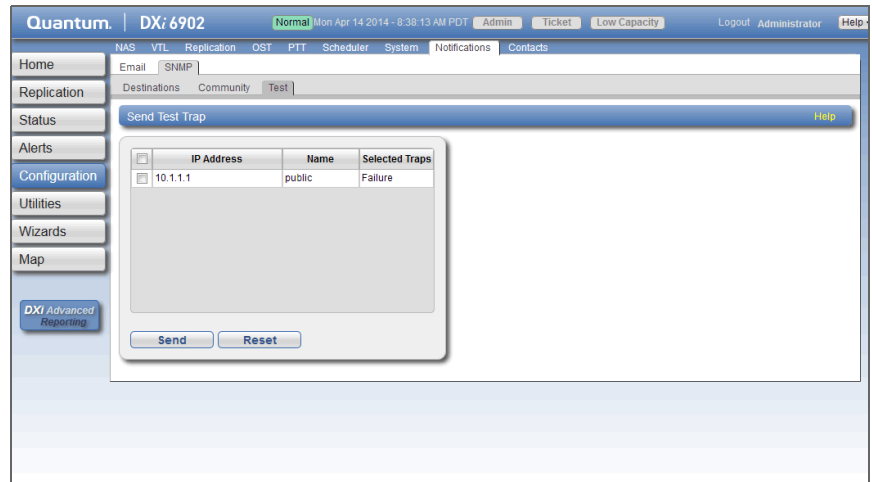 Quantum. DXi 6902 Normal Mon Apr 14 2014 - 8:38:13 AM PDT Admin Ticket Low Capacity Logout Administrator Help
NAS VTL Replication OST PTT Scheduler System Notifications Contacts
Home
Email SNMP
Replication
Destinations Community Test
Status
Send Test Trap Help
Alerts
IP Address Name Selected Traps
Configuration
10.1.1.1 public Failure
Utilities
Wizards
Map
DXi Advanced
Reporting
Send Reset